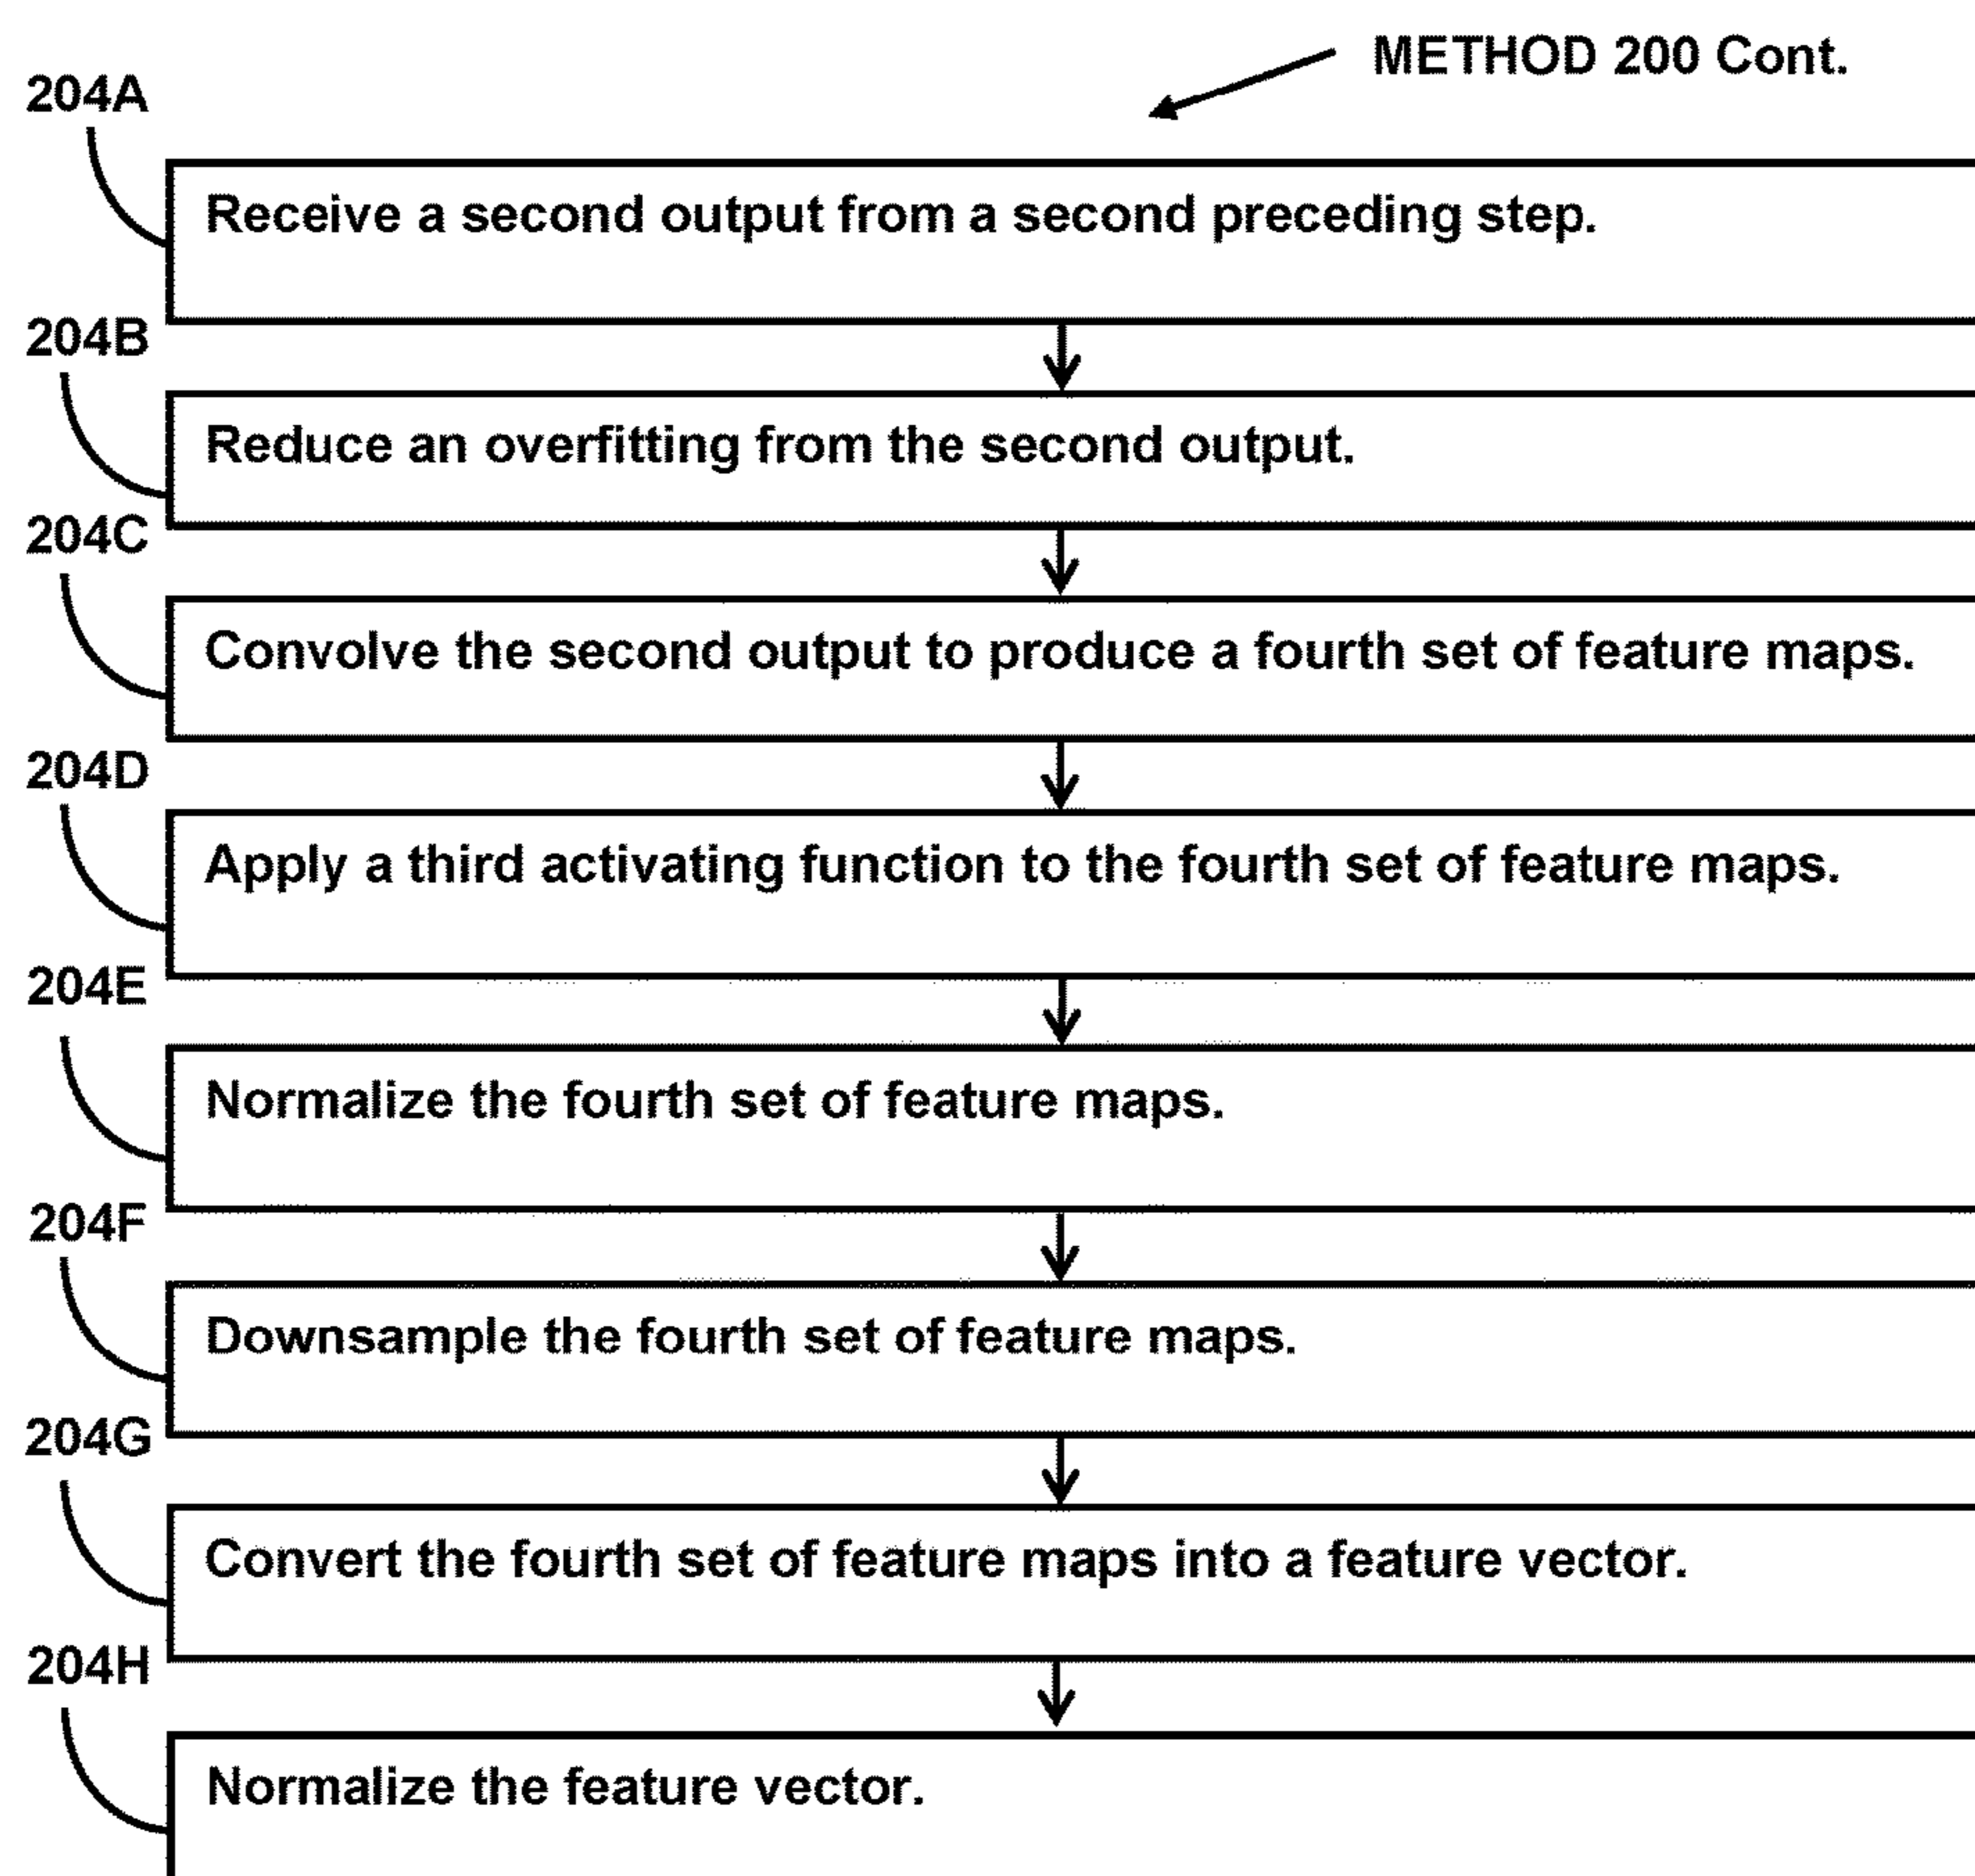 METHOD 200 Cont.
204A
Receive a second output from a second preceding step.
204B
Reduce an overfitting from the second output.
204C
Convolve the second output to produce a fourth set of feature maps.
204D
Apply a third activating function to the fourth set of feature maps.
204E
Normalize the fourth set of feature maps.
204F
Downsample the fourth set of feature maps.
204G
Convert the fourth set of feature maps into a feature vector.
204H
Normalize the feature vector.